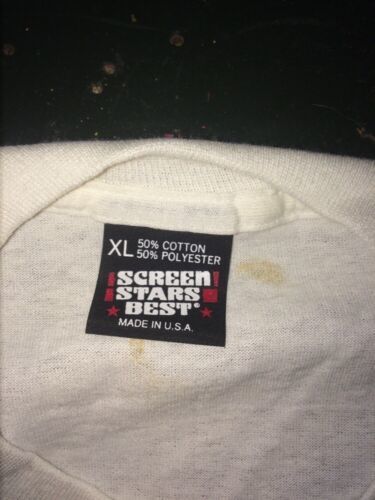 XL 50% COTTON
50% POLYESTER
SCREEN
STARS
BEST®
MADE IN U.S.A.